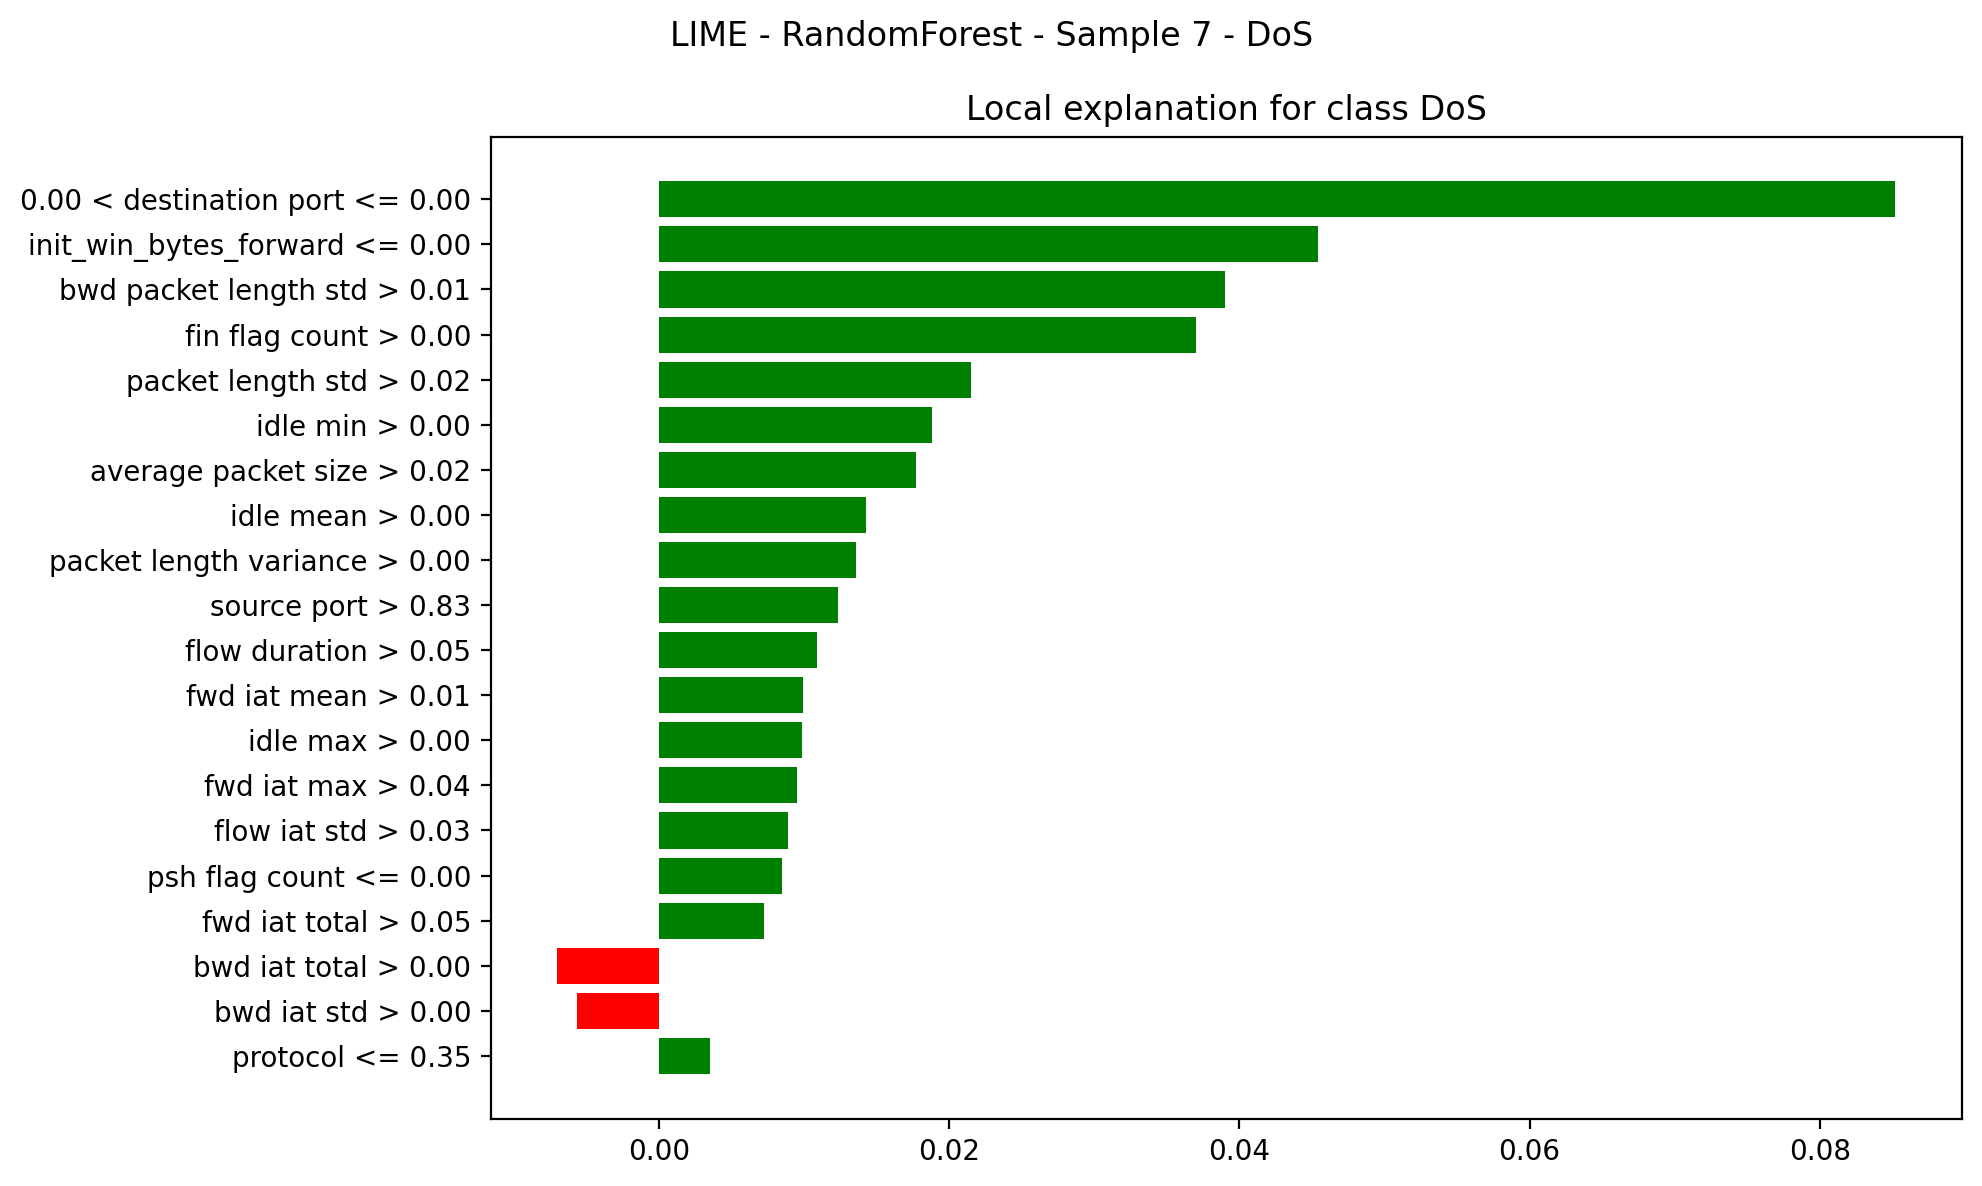 LIME - RandomForest - Sample 7 - DoS
Local explanation for class DoS
0.00 < destination port <= 0.00
init_win_bytes_forward <= 0.00
bwd packet length std > 0.01
fin flag count > 0.00
packet length std > 0.02
idle min > 0.00
average packet size > 0.02
idle mean > 0.00
packet length variance > 0.00
source port > 0.83
flow duration > 0.05
fwd iat mean > 0.01
idle max > 0.00
fwd iat max > 0.04
flow iat std > 0.03
psh flag count <= 0.00
fwd iat total > 0.05
bwd iat total > 0.00
bwd iat std > 0.00
protocol <= 0.35
0.00 0.02 0.04 0.06 0.08